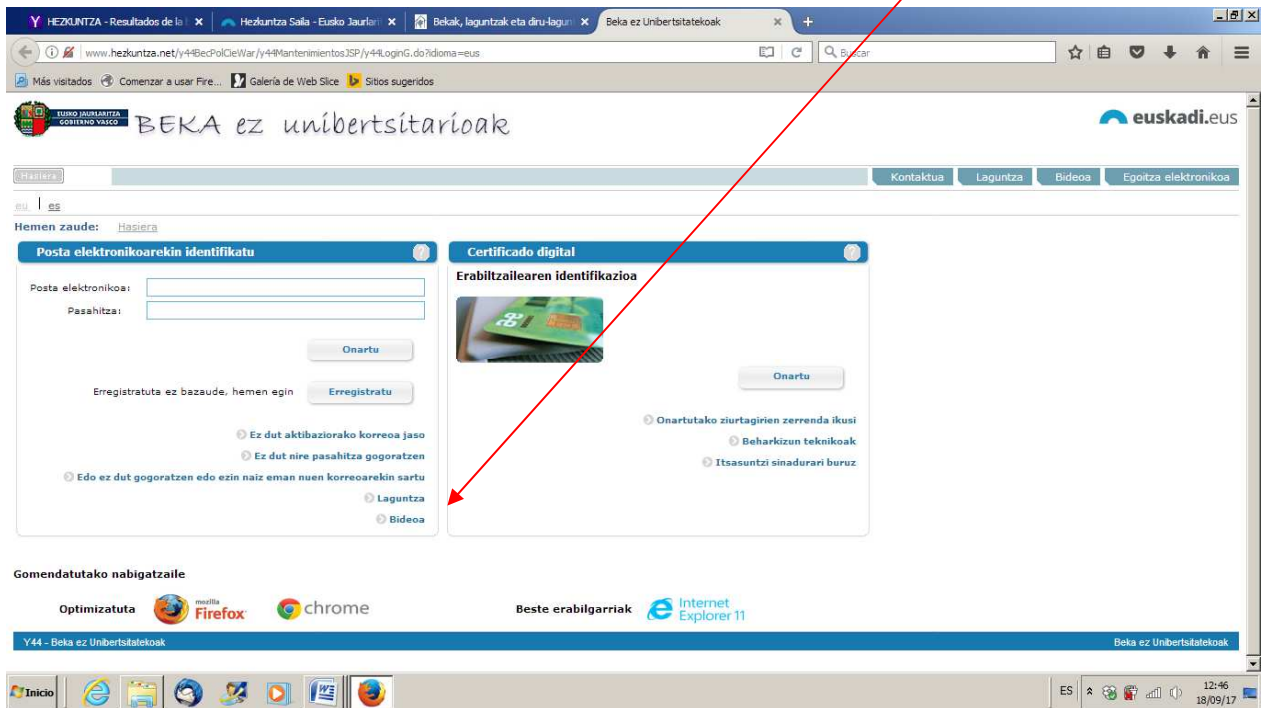 HEZKUNTZA - Resultados de la
Hezkuntza Saila - Eusko Jaurlari
Bekak, laguntzak eta diru-lagun
Beka ez Unibertsitatekoak
www.hezkuntza.net/y44BecPolCieWar/y44MantenimientosJSP/y44LoginG.do?idioma=eus
Buscar
Más visitados Comenzar a usar Fire... Galería de Web Slice Sitios sugeridos
EUSKO JAURLARITZA
GOBIERNO VASCO
BEKA ez unibertsitarioak
euskadi.eus
Hasiera
Kontaktua Laguntza Bideoa Egoitza elektronikoa
eu es
Hemen zaude: Hasiera
Posta elektronikoarekin identifikatu ?
Posta elektronikoa:
Pasahitza:
Onartu
Erregistratuta ez bazaude, hemen egin Erregistratu
Ez dut aktibaziorako korreoa jaso
Ez dut nire pasahitza gogoratzen
Edo ez dut gogoratzen edo ezin naiz eman nuen korreoarekin sartu
Laguntza
Bideoa
Certificado digital ?
Erabiltzailearen identifikazioa
Onartu
Onartutako ziurtagirien zerrenda ikusi
Beharkizun teknikoak
Itsasuntzi sinadurari buruz
Gomendatutako nabigatzaile
Optimizatuta mozilla Firefox chrome Beste erabilgarriak Internet Explorer 11
Y44 - Beka ez Unibertsitatekoak Beka ez Unibertsitatekoak
Inicio
ES
12:46
18/09/17